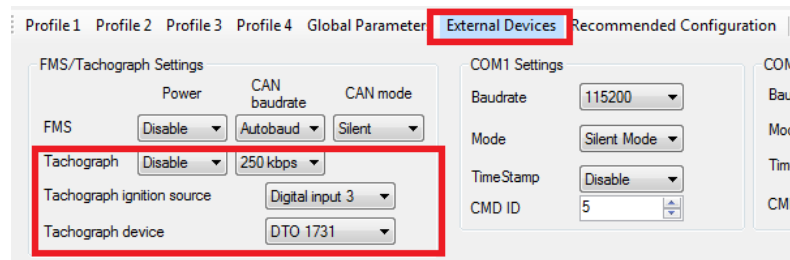 Profile 1 Profile 2 Profile 3 Profile 4 Global Parameter External Devices Recommended Configuration
FMS/Tachograph Settings
Power CAN baudrate CAN mode
FMS Disable Autobaud Silent
Tachograph Disable 250 kbps
Tachograph ignition source Digital input 3
Tachograph device DTO 1731
COM1 Settings
Baudrate 115200
Mode Silent Mode
TimeStamp Disable
CMD ID 5